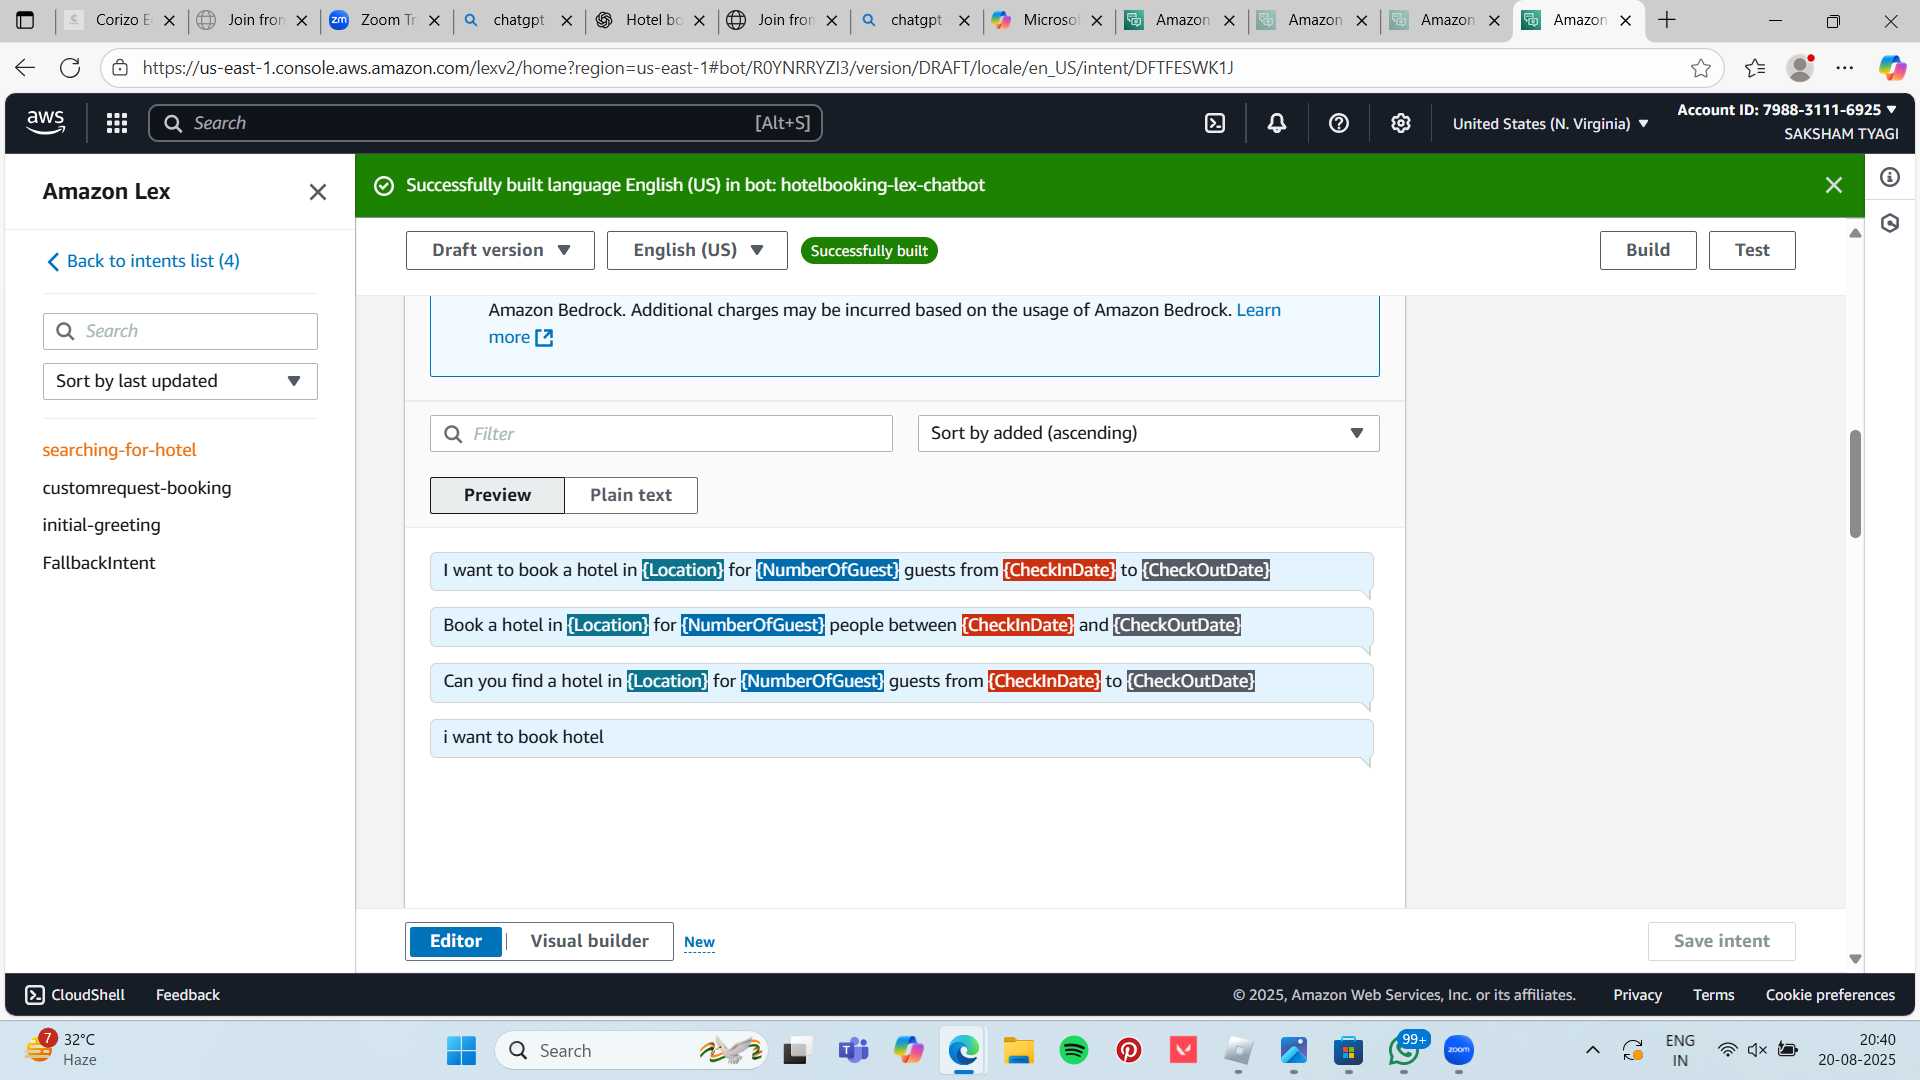 Corizo E
Join fron
Zoom Tr
chatgpt
Hotel bo
Join fron
chatgpt
Microsof
Amazon
Amazon
Amazon
Amazon
https://us-east-1.console.aws.amazon.com/lexv2/home?region=us-east-1#bot/R0YNRRYZI3/version/DRAFT/locale/en_US/intent/DFTFESWK1J
aws
Search
[Alt+S]
United States (N. Virginia)
Account ID: 7988-3111-6925
SAKSHAM TYAGI
Amazon Lex
Successfully built language English (US) in bot: hotelbooking-lex-chatbot
Draft version
English (US)
Successfully built
Build
Test
Back to intents list (4)
Search
Sort by last updated
searching-for-hotel
customrequest-booking
initial-greeting
FallbackIntent
Amazon Bedrock. Additional charges may be incurred based on the usage of Amazon Bedrock. Learn
more
Filter
Sort by added (ascending)
Preview
Plain text
I want to book a hotel in {Location} for {NumberOfGuest} guests from {CheckInDate} to {CheckOutDate}
Book a hotel in {Location} for {NumberOfGuest} people between {CheckInDate} and {CheckOutDate}
Can you find a hotel in {Location} for {NumberOfGuest} guests from {CheckInDate} to {CheckOutDate}
i want to book hotel
Editor
Visual builder
New
Save intent
CloudShell
Feedback
© 2025, Amazon Web Services, Inc. or its affiliates.
Privacy
Terms
Cookie preferences
7
32°C
Haze
Search
99+
zoom
ENG
IN
20:40
20-08-2025